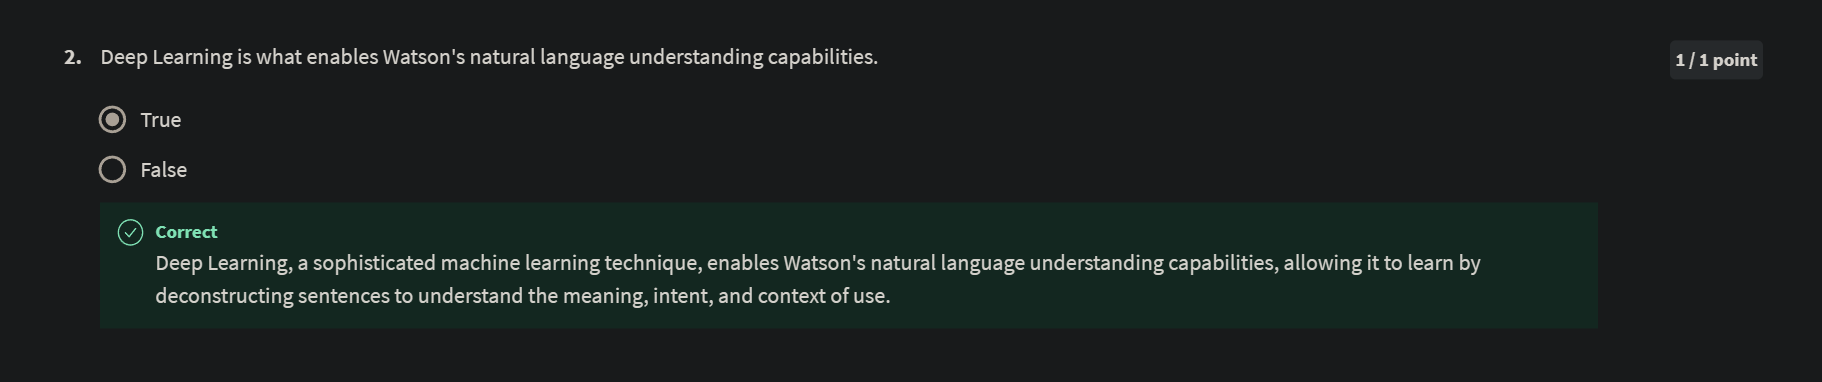 2. Deep Learning is what enables Watson's natural language understanding capabilities.
1 / 1 point
True
False
Correct
Deep Learning, a sophisticated machine learning technique, enables Watson's natural language understanding capabilities, allowing it to learn by
deconstructing sentences to understand the meaning, intent, and context of use.